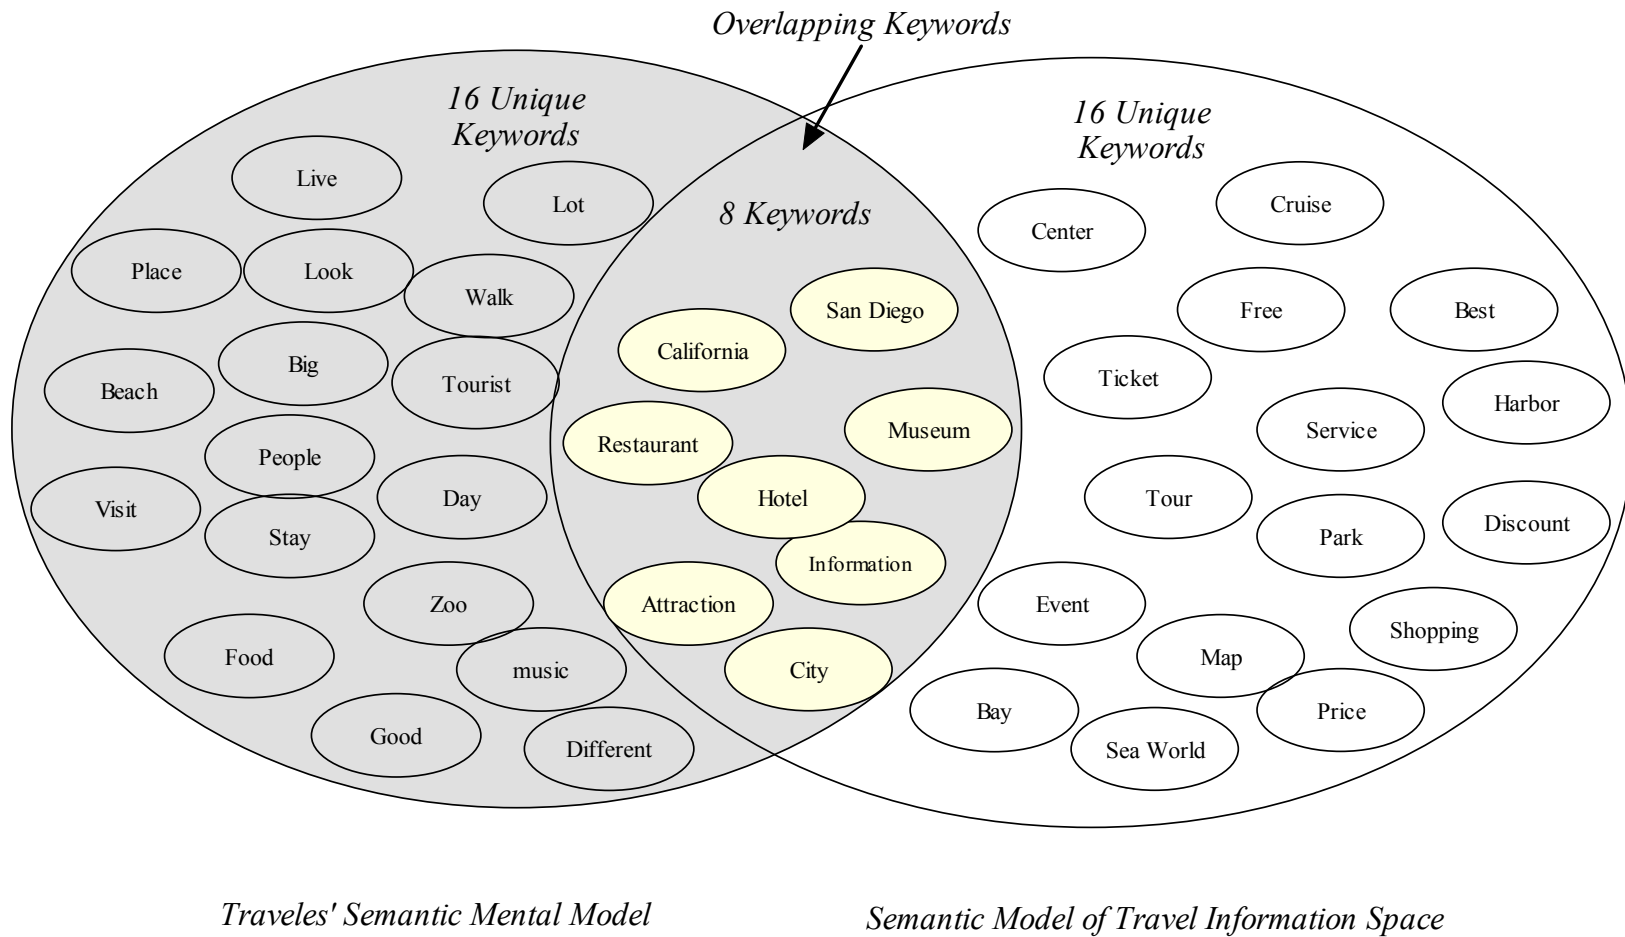 Overlapping Keywords
16 Unique
Keywords
16 Unique
Keywords
8 Keywords
Live
Lot
Place
Look
Walk
Big
Beach
Tourist
People
Visit
Day
Stay
Zoo
Food
music
Good
Different
San Diego
California
Museum
Restaurant
Hotel
Information
Attraction
City
Cruise
Center
Free
Best
Ticket
Harbor
Service
Tour
Discount
Park
Event
Shopping
Map
Bay
Price
Sea World
Traveles' Semantic Mental Model
Semantic Model of Travel Information Space